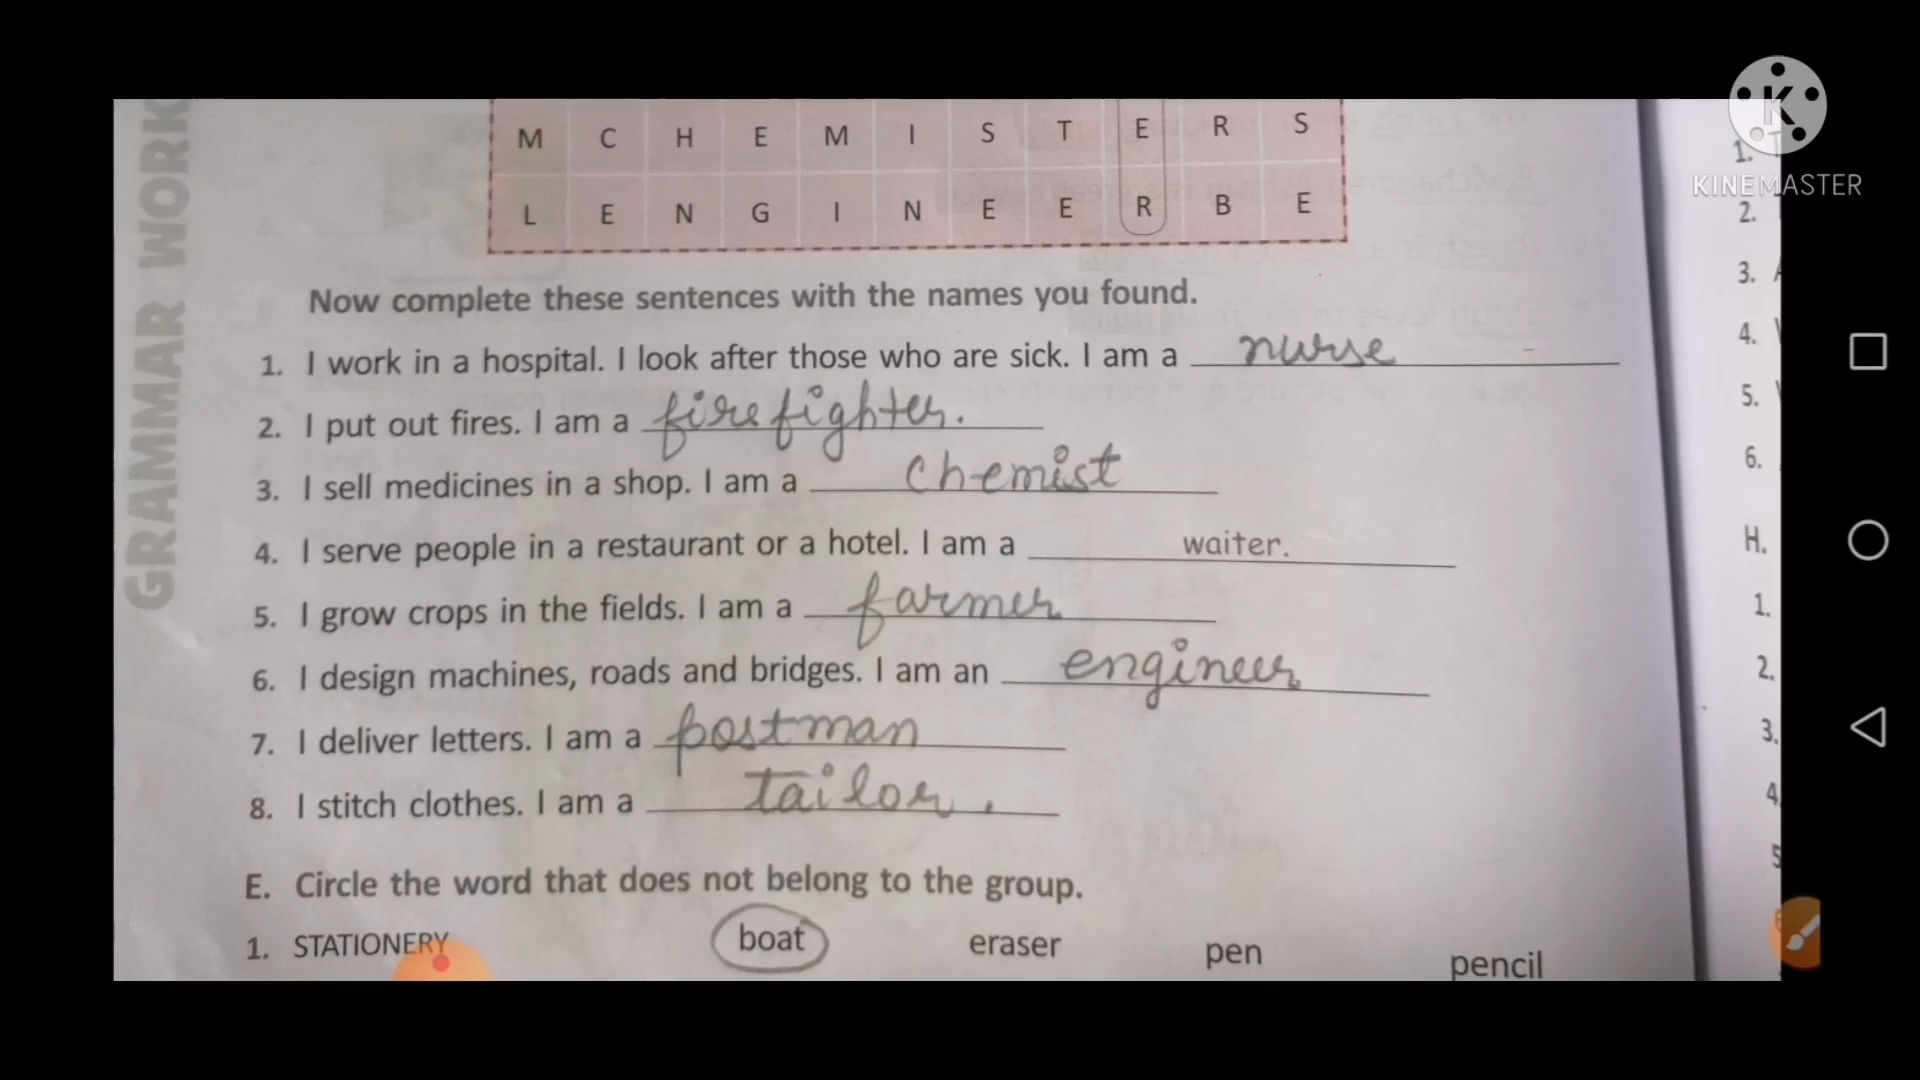 KINEMASTER
GRAMMAR WORK
M C H E M I S T E R S
L E N G I N E E R B E
Now complete these sentences with the names you found.
1. I work in a hospital. I look after those who are sick. I am a nurse
2. I put out fires. I am a firefighter.
3. I sell medicines in a shop. I am a chemist
4. I serve people in a restaurant or a hotel. I am a waiter.
5. I grow crops in the fields. I am a farmer
6. I design machines, roads and bridges. I am an engineer
7. I deliver letters. I am a postman
8. I stitch clothes. I am a tailor.
E. Circle the word that does not belong to the group.
1. STATIONERY boat eraser pen pencil
1.
2.
3.
4.
5.
6.
H.
1.
2.
3.
4.